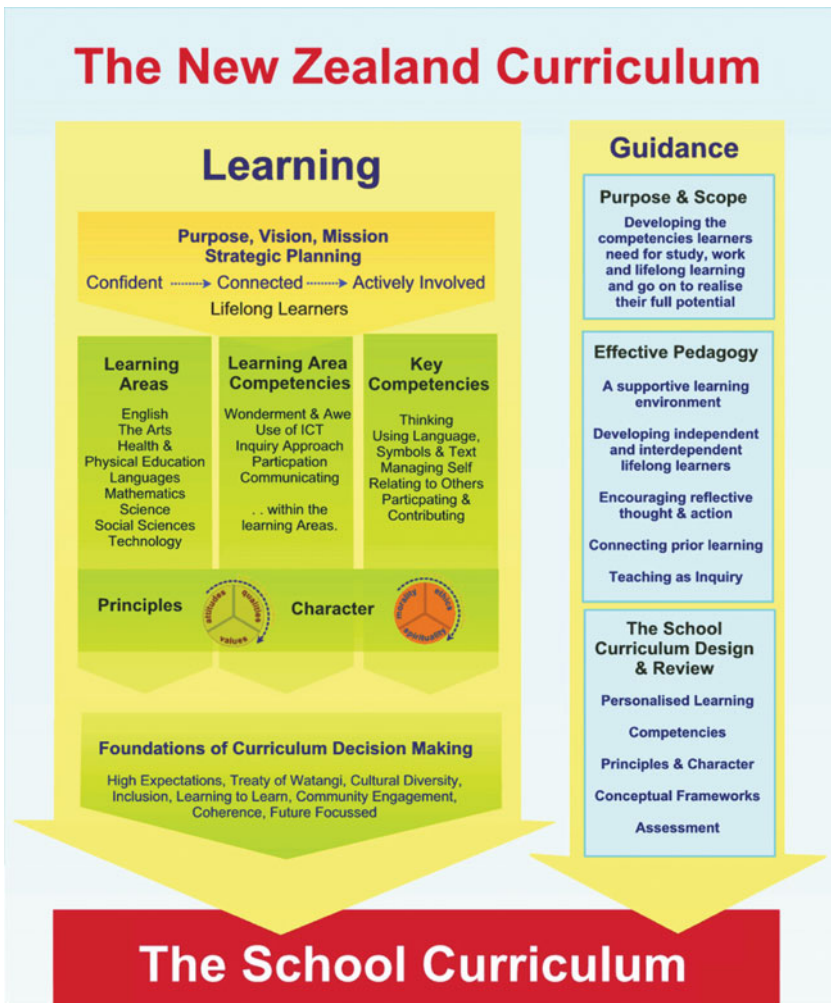 The New Zealand Curriculum
Learning
Purpose, Vision, Mission
Strategic Planning
Confident
Connected
Actively Involved
Lifelong Learners
Learning
Areas
English
The Arts
Health &
Physical Education
Languages
Mathematics
Science
Social Sciences
Technology
Learning Area
Competencies
Wonderment & Awe
Use of ICT
Inquiry Approach
Particpation
Communicating
. . within the
learning Areas.
Key
Competencies
Thinking
Using Language,
Symbols & Text
Managing Self
Relating to Others
Particpating &
Contributing
Principles
attitudes
qualities
values
Character
morality
ethics
spirituality
Foundations of Curriculum Decision Making
High Expectations, Treaty of Watangi, Cultural Diversity,
Inclusion, Learning to Learn, Community Engagement,
Coherence, Future Focussed
Guidance
Purpose & Scope
Developing the
competencies learners
need for study, work
and lifelong learning
and go on to realise
their full potential
Effective Pedagogy
A supportive learning
environment
Developing independent
and interdependent
lifelong learners
Encouraging reflective
thought & action
Connecting prior learning
Teaching as Inquiry
The School
Curriculum Design
& Review
Personalised Learning
Competencies
Principles & Character
Conceptual Frameworks
Assessment
The School Curriculum